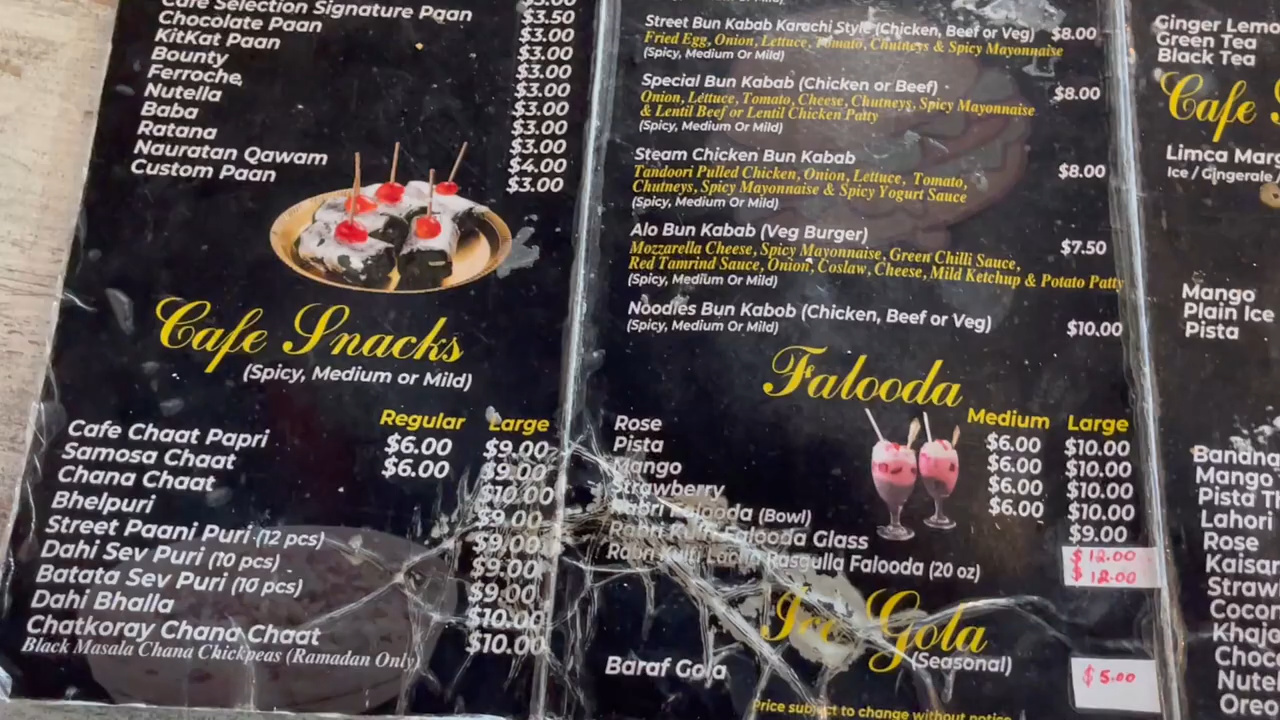 Cafe Selection Signature Paan $3.50
Chocolate Paan $3.00
KitKat Paan $3.00
Bounty $3.00
Ferroche $3.00
Nutella $3.00
Baba $3.00
Ratana $3.00
Nauratan Qawam $4.00
Custom Paan $3.00
Cafe Snacks
(Spicy, Medium or Mild)
Regular Large
Cafe Chaat Papri $6.00 $9.00
Samosa Chaat $6.00 $9.00
Chana Chaat $10.00
Bhelpuri $9.00
Street Paani Puri (12 pcs) $9.00
Dahi Sev Puri (10 pcs) $9.00
Batata Sev Puri (10 pcs) $9.00
Dahi Bhalla $10.00
Chatkoray Chana Chaat $10.00
Black Masala Chana Chickpeas (Ramadan Only)
Street Bun Kabab Karachi Style (Chicken, Beef or Veg) $8.00
Fried Egg, Onion, Lettuce, Tomato, Chutneys & Spicy Mayonnaise
(Spicy, Medium Or Mild)
Special Bun Kabab (Chicken or Beef) $8.00
Onion, Lettuce, Tomato, Cheese, Chutneys, Spicy Mayonnaise
& Lentil Beef or Lentil Chicken Patty
(Spicy, Medium Or Mild)
Steam Chicken Bun Kabab $8.00
Tandoori Pulled Chicken, Onion, Lettuce, Tomato,
Chutneys, Spicy Mayonnaise & Spicy Yogurt Sauce
(Spicy, Medium Or Mild)
Alo Bun Kabab (Veg Burger) $7.50
Mozzarella Cheese, Spicy Mayonnaise, Green Chilli Sauce,
Red Tamrind Sauce, Onion, Coslaw, Cheese, Mild Ketchup & Potato Patty
(Spicy, Medium Or Mild)
Noodles Bun Kabob (Chicken, Beef or Veg) $10.00
(Spicy, Medium Or Mild)
Falooda
Medium Large
Rose $6.00 $10.00
Pista $6.00 $10.00
Mango $6.00 $10.00
Strawberry $6.00 $10.00
Rabri Falooda (Bowl) $9.00
Rabri Kulfi Falooda Glass $12.00
Rabri Kulfi Rasgulla Falooda (20 oz) $12.00
Ice Gola
(Seasonal)
Baraf Gola $5.00
Price subject to change without notice
Ginger Lemo
Green Tea
Black Tea
Cafe
Limca Mar
Ice / Gingerale /
Mango
Plain Ice
Pista
Banana
Mango
Pista
Lahori
Rose
Kaisar
Straw
Cocon
Khaj
Choc
Nutel
Oreo